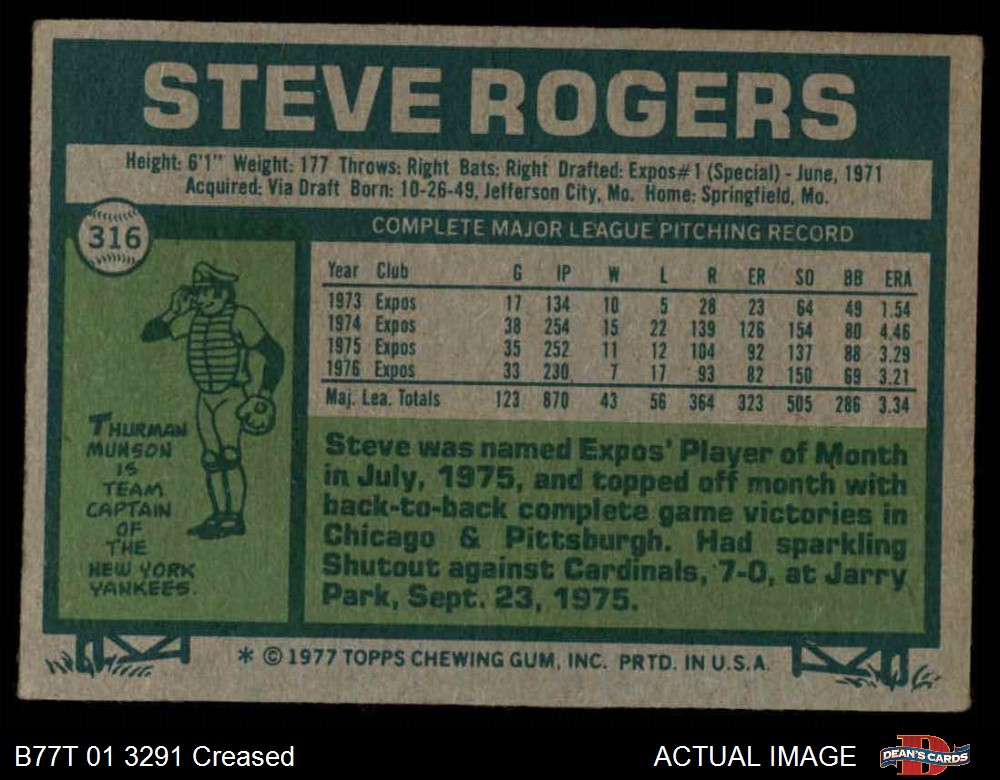 STEVE ROGERS
Height: 6'1" Weight: 177 Throws: Right Bats: Right Drafted: Expos#1 (Special) - June, 1971
Acquired: Via Draft Born: 10-26-49, Jefferson City, Mo. Home: Springfield, Mo.
316
COMPLETE MAJOR LEAGUE PITCHING RECORD
Year Club G IP W L R ER SO BB ERA
1973 Expos 17 134 10 5 28 23 64 49 1.54
1974 Expos 38 254 15 22 139 126 154 80 4.46
1975 Expos 35 252 11 12 104 92 137 88 3.29
1976 Expos 33 230 7 17 93 82 150 69 3.21
Maj. Lea. Totals 123 870 43 56 364 323 505 286 3.34
THURMAN
MUNSON
IS
TEAM
CAPTAIN
OF
THE
NEW YORK
YANKEES.
Steve was named Expos' Player of Month
in July, 1975, and topped off month with
back-to-back complete game victories in
Chicago & Pittsburgh. Had sparkling
Shutout against Cardinals, 7-0, at Jarry
Park, Sept. 23, 1975.
* © 1977 TOPPS CHEWING GUM, INC. PRTD. IN U.S.A.
B77T 01 3291 Creased
ACTUAL IMAGE
DEAN'S CARDS